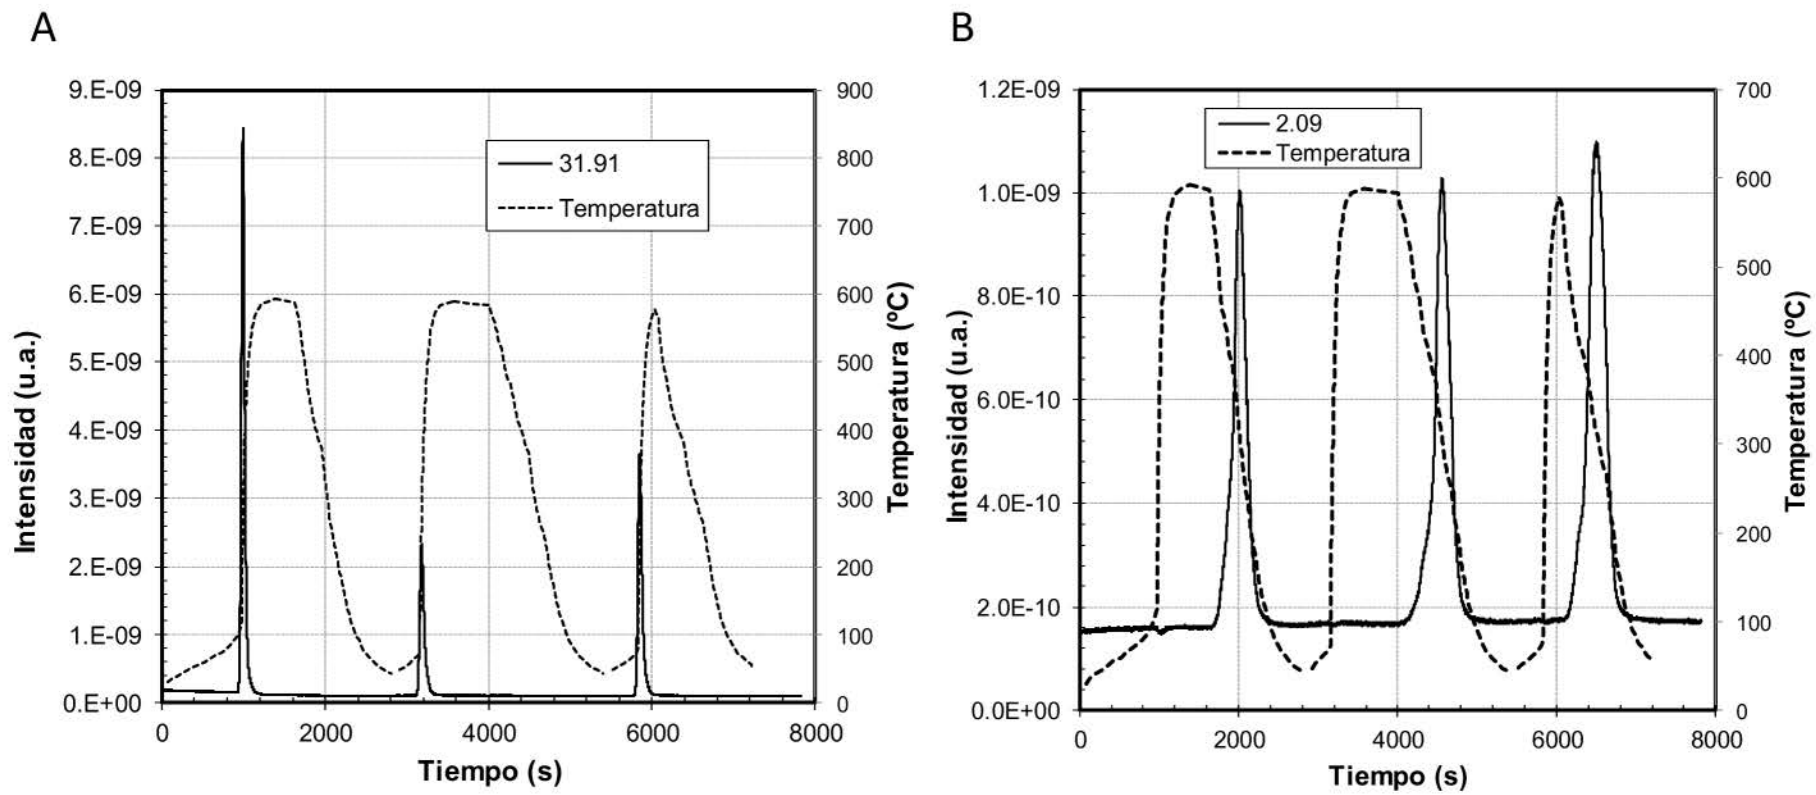 A
B
9.E-09
8.E-09
7.E-09
6.E-09
5.E-09
4.E-09
3.E-09
2.E-09
1.E-09
0.E+00
Intensidad (u.a.)
31.91
Temperatura
900
800
700
600
500
400
300
200
100
0
Temperatura (ºC)
0
2000
4000
6000
8000
Tiempo (s)
1.2E-09
1.0E-09
8.0E-10
6.0E-10
4.0E-10
2.0E-10
0.0E+00
Intensidad (u.a.)
2.09
Temperatura
700
600
500
400
300
200
100
0
Temperatura (ºC)
0
2000
4000
6000
8000
Tiempo (s)